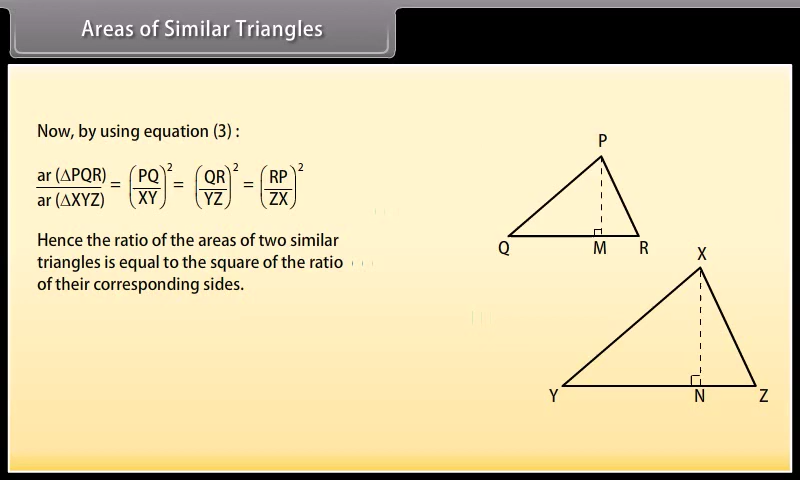 Areas of Similar Triangles
Now, by using equation (3) :
ar (∆PQR) / ar (∆XYZ) = (PQ/XY)² = (QR/YZ)² = (RP/ZX)²
Hence the ratio of the areas of two similar
triangles is equal to the square of the ratio
of their corresponding sides.
P
Q M R
X
Y N Z